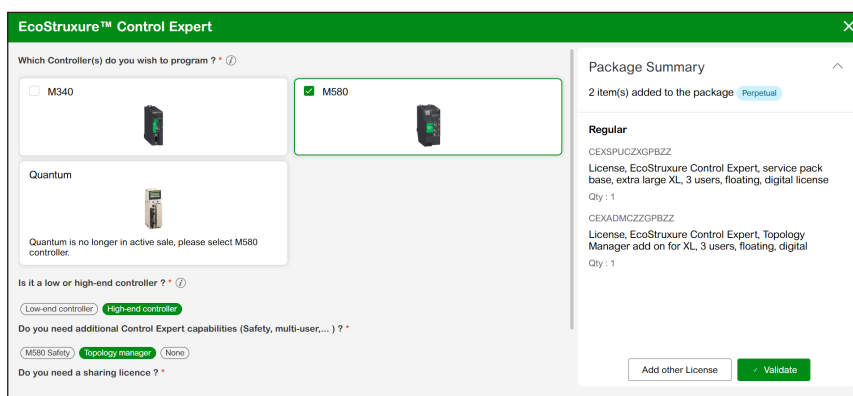 EcoStruxure™ Control Expert
Which Controller(s) do you wish to program ? *
M340
M580
Quantum
Quantum is no longer in active sale, please select M580
controller.
Is it a low or high-end controller ? *
Low-end controller High-end controller
Do you need additional Control Expert capabilities (Safety, multi-user,... ) ? *
M580 Safety Topology manager None
Do you need a sharing licence ? *
Package Summary
2 item(s) added to the package Perpetual
Regular
CEXSPUCZXGPBZZ
License, EcoStruxure Control Expert, service pack
base, extra large XL, 3 users, floating, digital license
Qty : 1
CEXADMCZZGPBZZ
License, EcoStruxure Control Expert, Topology
Manager add on for XL, 3 users, floating, digital
Qty : 1
Add other License
Validate